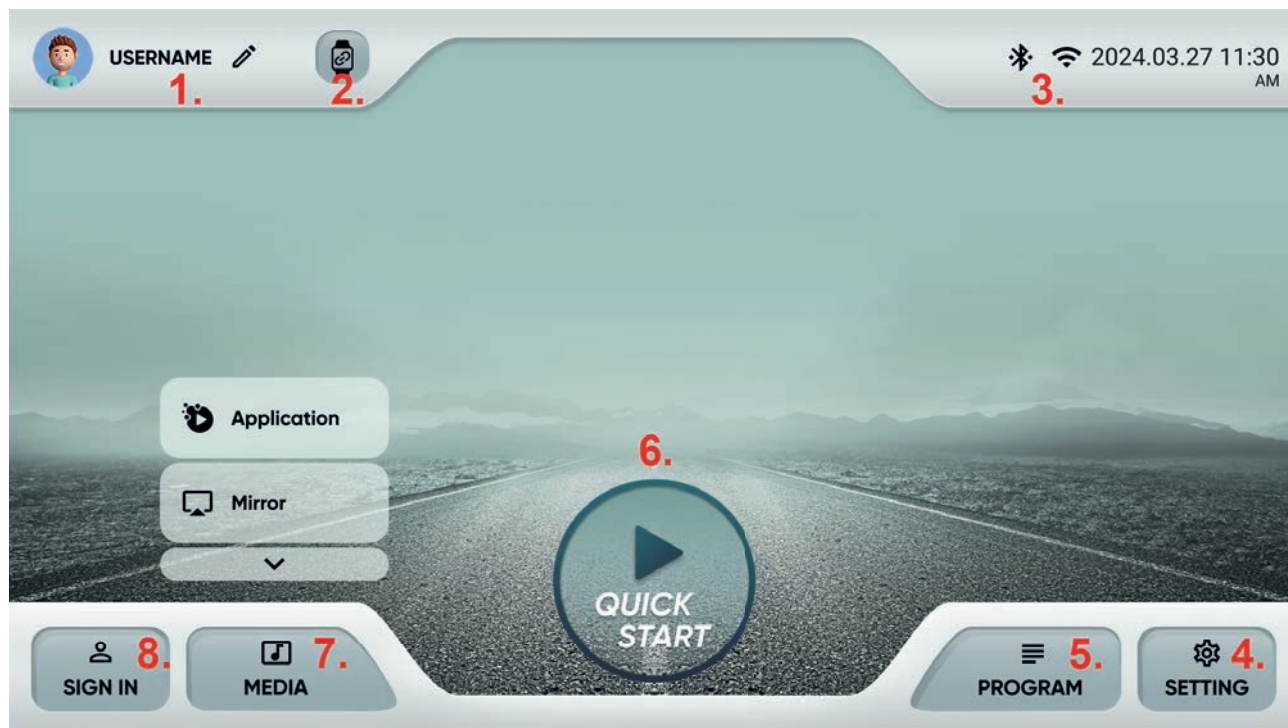 USERNAME
1.
2.
2024.03.27 11:30
AM
3.
Application
Mirror
6.
QUICK
START
8.
SIGN IN
7.
MEDIA
5.
PROGRAM
4.
SETTING